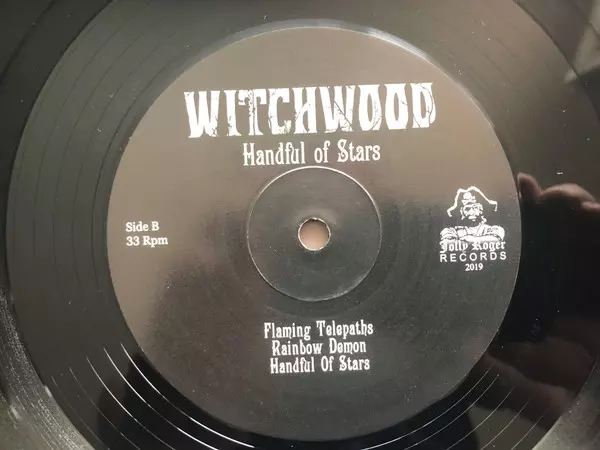 WITCHWOOD
Handful of Stars
Side B
33 Rpm
Jolly Roger
RECORDS
2019
Flaming Telepaths
Rainbow Demon
Handful Of Stars